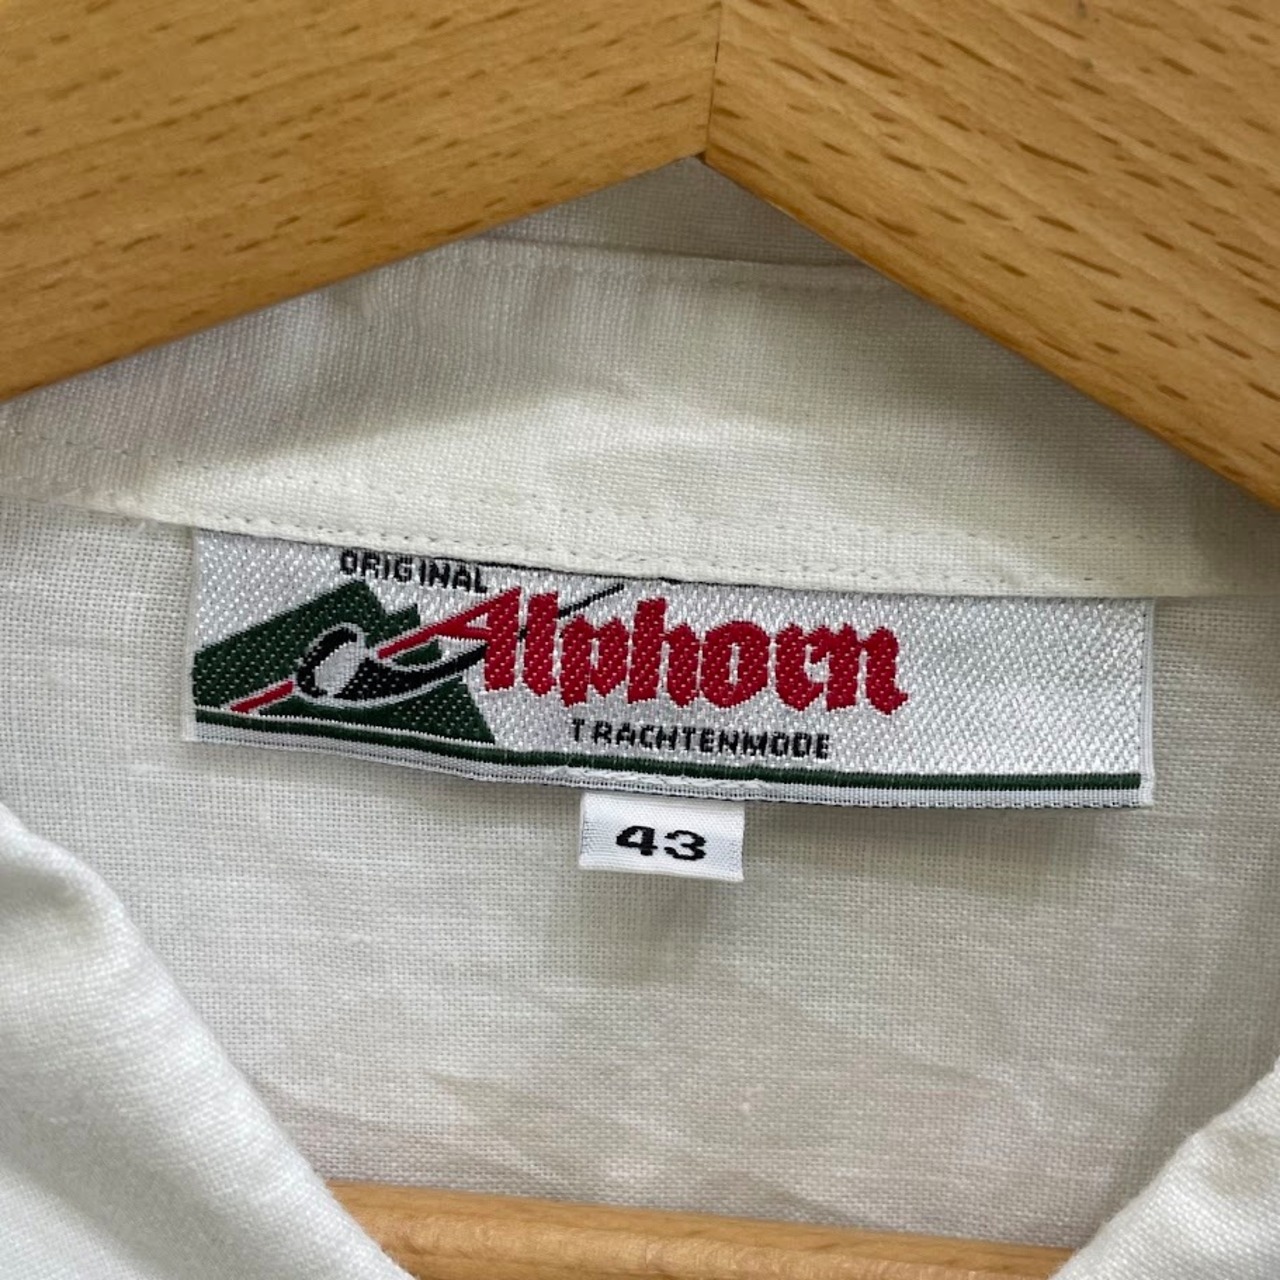 ORIGINAL
Alphorn
TRACHTENMODE
43